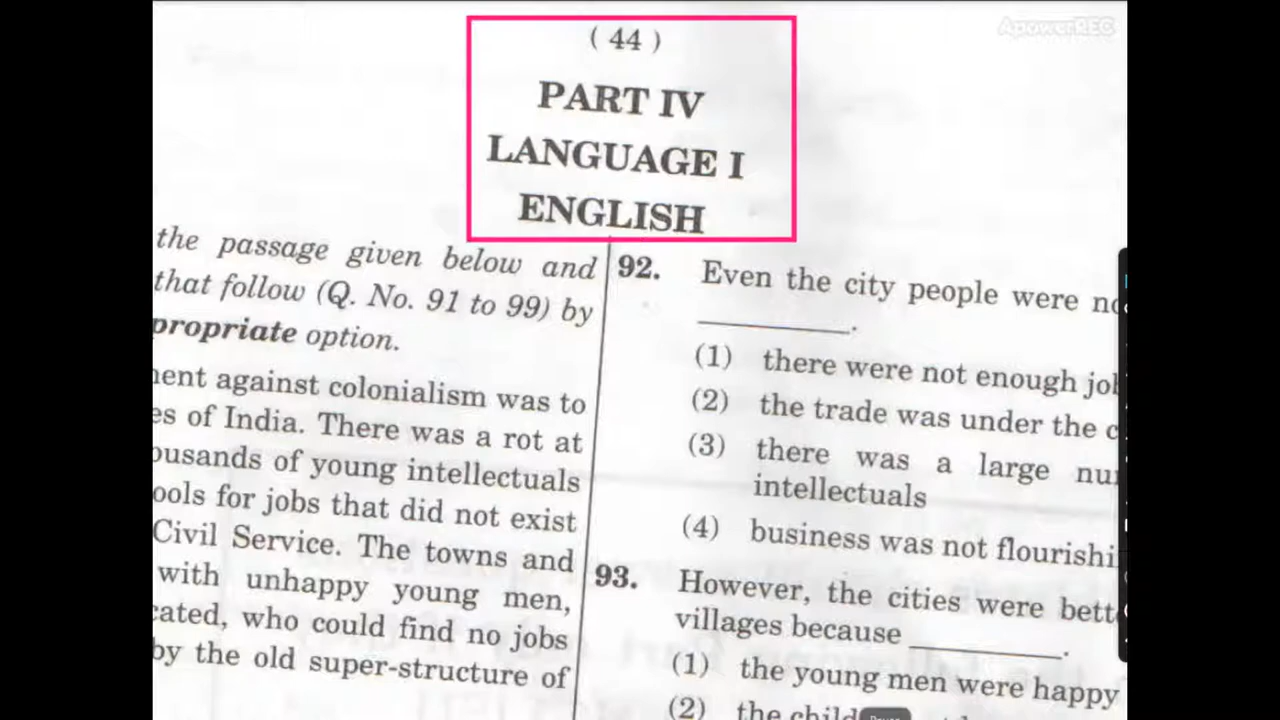 ApowerREC
( 44 )
PART IV
LANGUAGE I
ENGLISH
the passage given below and
that follow (Q. No. 91 to 99) by
propriate option.
against colonialism was to
of India. There was a rot at
of young intellectuals
for jobs that did not exist
Civil Service. The towns and
with unhappy young men,
who could find no jobs
by the old super-structure of
92. Even the city people were
________.
(1) there were not enough
(2) the trade was under the
(3) there was a large
intellectuals
(4) business was not
93. However, the cities were
villages because ________.
(1) the young men were happy
(2) the